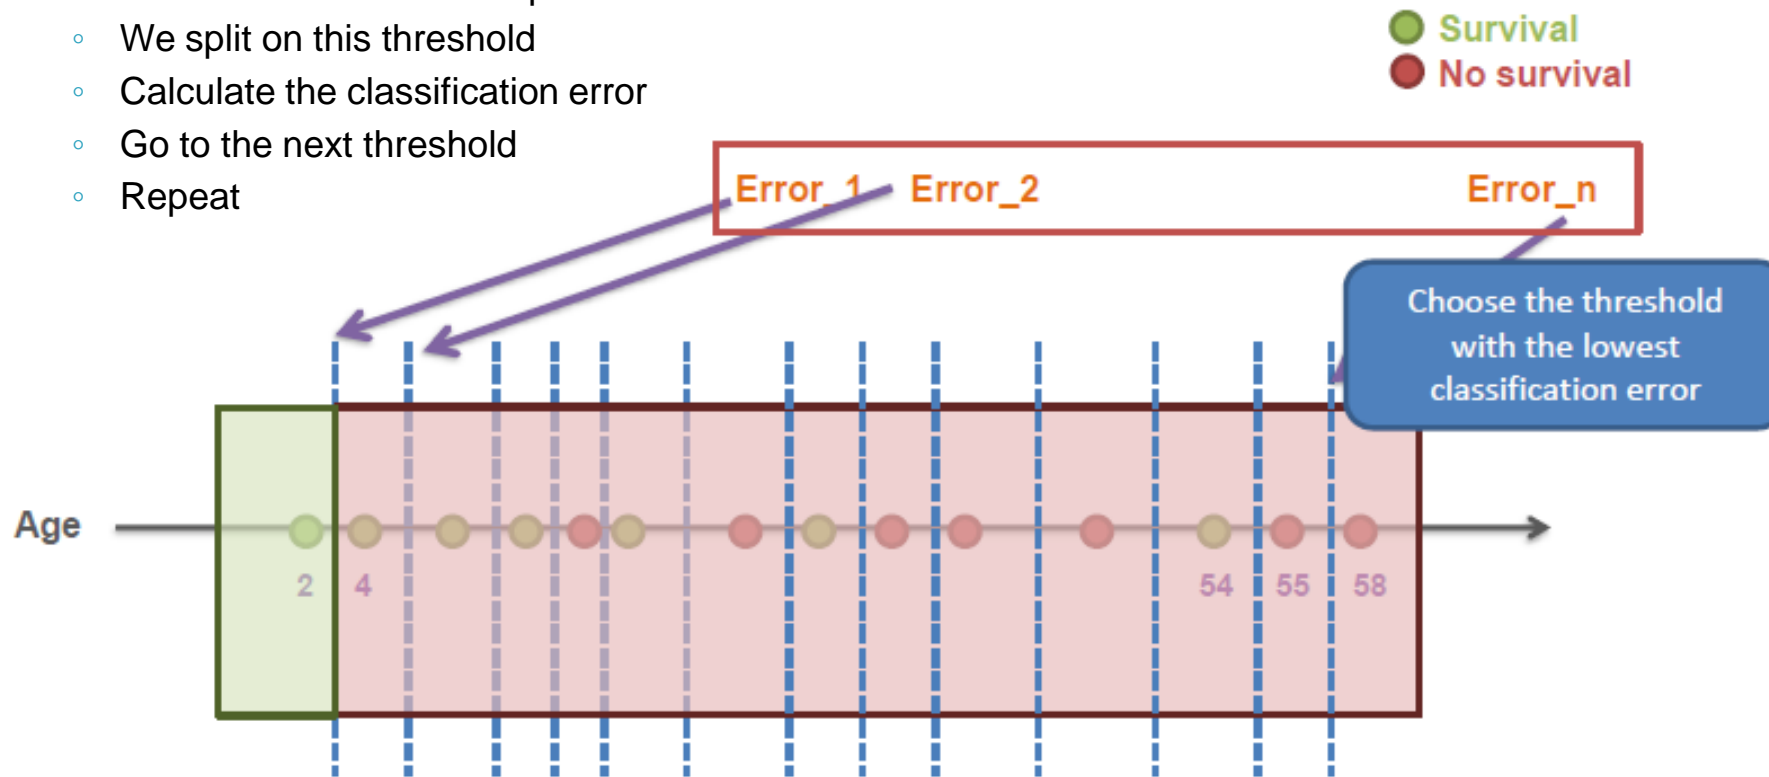 ◦ We split on this threshold
◦ Calculate the classification error
◦ Go to the next threshold
◦ Repeat
Survival
No survival
Error_1 Error_2 Error_n
Choose the threshold
with the lowest
classification error
Age
2 4 54 55 58